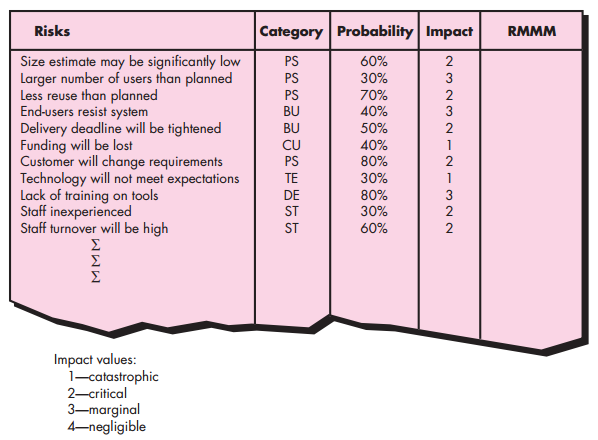 Risks Category Probability Impact RMMM
Size estimate may be significantly low PS 60% 2
Larger number of users than planned PS 30% 3
Less reuse than planned PS 70% 2
End-users resist system BU 40% 3
Delivery deadline will be tightened BU 50% 2
Funding will be lost CU 40% 1
Customer will change requirements PS 80% 2
Technology will not meet expectations TE 30% 1
Lack of training on tools DE 80% 3
Staff inexperienced ST 30% 2
Staff turnover will be high ST 60% 2
Σ
Σ
Σ
Impact values:
1—catastrophic
2—critical
3—marginal
4—negligible